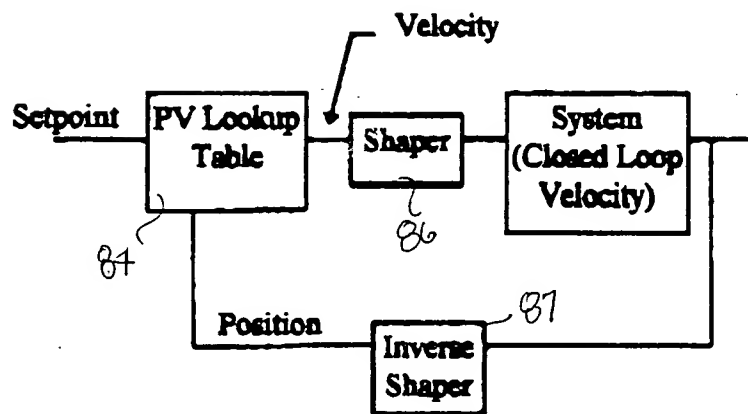 Velocity
Setpoint
PV Lookup
Table
Shaper
System
(Closed Loop
Velocity)
84
86
Position
87
Inverse
Shaper